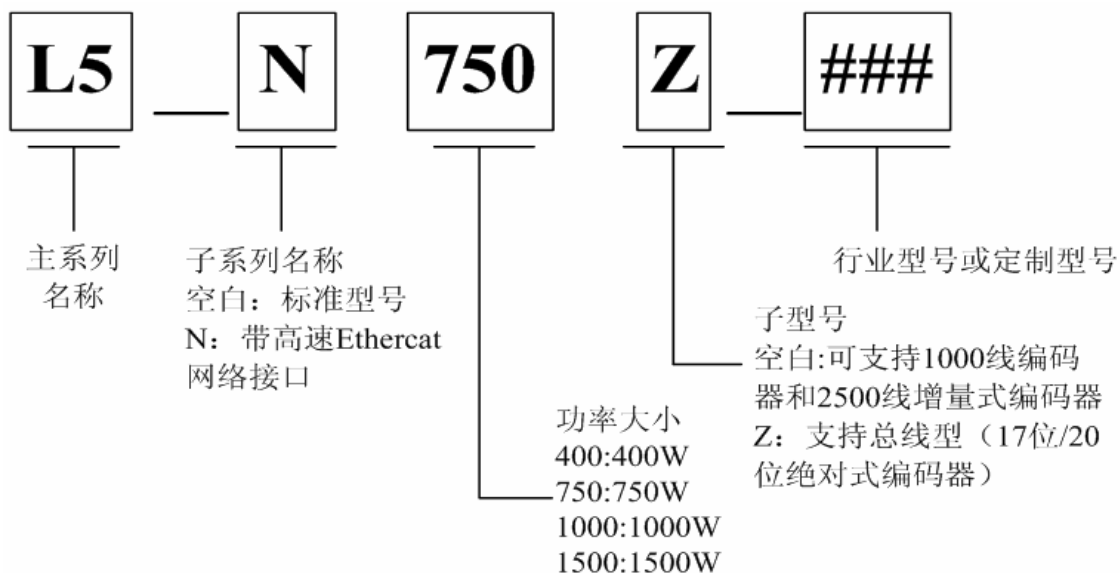 L5 — N 750 Z — ###
主系列
名称
子系列名称
空白：标准型号
N：带高速Ethercat
网络接口
功率大小
400:400W
750:750W
1000:1000W
1500:1500W
子型号
空白:可支持1000线编码
器和2500线增量式编码器
Z：支持总线型（17位/20
位绝对式编码器）
行业型号或定制型号